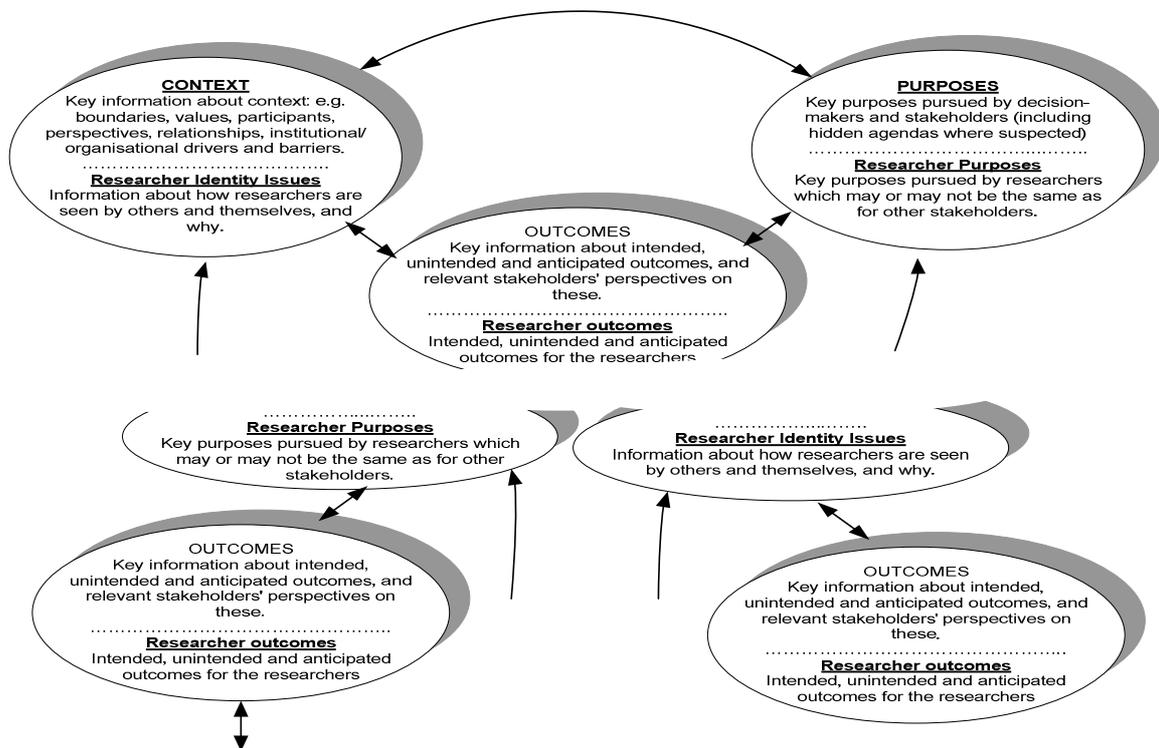 CONTEXT
Key information about context: e.g.
boundaries, values, participants,
perspectives, relationships, institutional/
organisational drivers and barriers.
………………………………………..
Researcher Identity Issues
Information about how researchers are
seen by others and themselves, and
why.
PURPOSES
Key purposes pursued by decision-
makers and stakeholders (including
hidden agendas where suspected)
………………………………………..
Researcher Purposes
Key purposes pursued by researchers
which may or may not be the same as
for other stakeholders.
OUTCOMES
Key information about intended,
unintended and anticipated outcomes, and
relevant stakeholders' perspectives on
these.
………………………………………………..
Researcher outcomes
Intended, unintended and anticipated
outcomes for the researchers
……………………..
Researcher Purposes
Key purposes pursued by researchers which
may or may not be the same as for other
stakeholders.
……………………..
Researcher Identity Issues
Information about how researchers are seen
by others and themselves, and why.
OUTCOMES
Key information about intended,
unintended and anticipated outcomes, and
relevant stakeholders' perspectives on
these.
………………………………………………..
Researcher outcomes
Intended, unintended and anticipated
outcomes for the researchers
OUTCOMES
Key information about intended,
unintended and anticipated outcomes, and
relevant stakeholders' perspectives on
these.
………………………………………………..
Researcher outcomes
Intended, unintended and anticipated
outcomes for the researchers